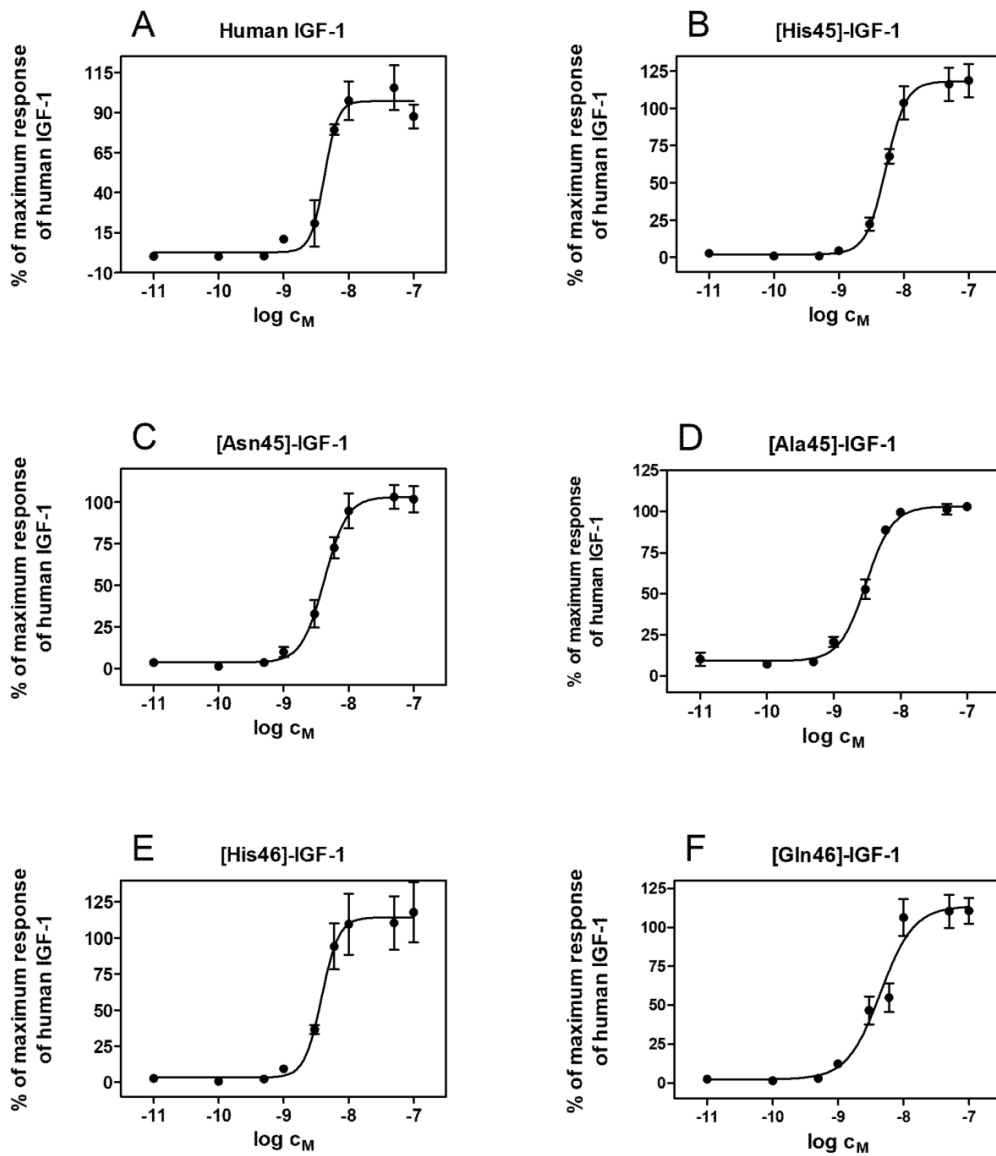 A
Human IGF-1
% of maximum response
of human IGF-1
115
90
65
40
15
-10
-11
-10
-9
-8
-7
log cM
B
[His45]-IGF-1
% of maximum response
of human IGF-1
125
100
75
50
25
0
-11
-10
-9
-8
-7
log cM
C
[Asn45]-IGF-1
% of maximum response
of human IGF-1
100
75
50
25
0
-11
-10
-9
-8
-7
log cM
D
[Ala45]-IGF-1
% of maximum response
of human IGF-1
125
100
75
50
25
0
-11
-10
-9
-8
-7
log cM
E
[His46]-IGF-1
% of maximum response
of human IGF-1
125
100
75
50
25
0
-11
-10
-9
-8
-7
log cM
F
[Gln46]-IGF-1
% of maximum response
of human IGF-1
125
100
75
50
25
0
-11
-10
-9
-8
-7
log cM